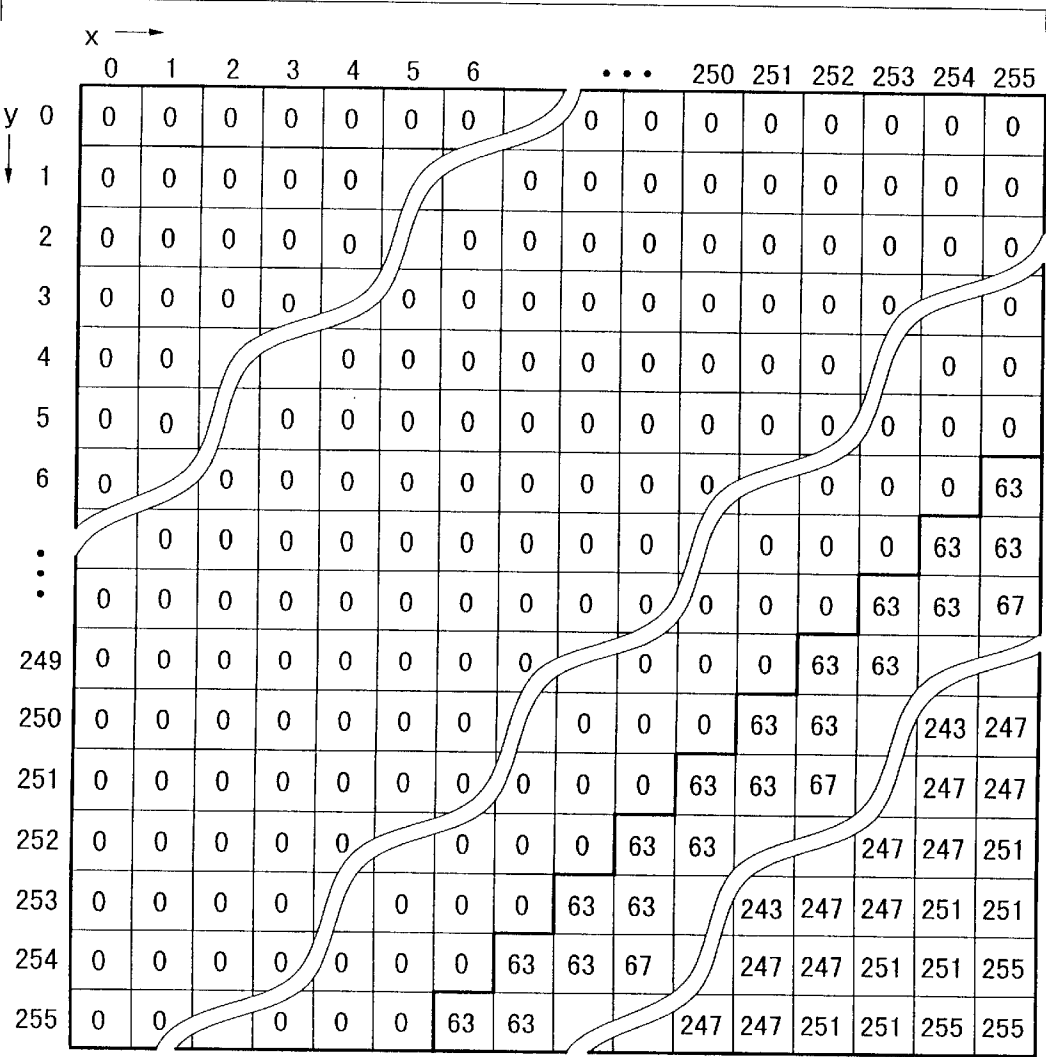 x
0 1 2 3 4 5 6 ••• 250 251 252 253 254 255
y 0 0 0 0 0 0 0 0 0 0 0 0 0 0 0 0
1 0 0 0 0 0 0 0 0 0 0 0 0 0 0
2 0 0 0 0 0 0 0 0 0 0 0 0 0 0 0
3 0 0 0 0 0 0 0 0 0 0 0 0 0 0
4 0 0 0 0 0 0 0 0 0 0 0 0 0
5 0 0 0 0 0 0 0 0 0 0 0 0 0 0 0
6 0 0 0 0 0 0 0 0 0 0 0 0 0 63
0 0 0 0 0 0 0 0 0 0 0 0 63 63
0 0 0 0 0 0 0 0 0 0 0 0 0 63 63 67
249 0 0 0 0 0 0 0 0 0 0 0 63 63
250 0 0 0 0 0 0 0 0 0 0 63 63 243 247
251 0 0 0 0 0 0 0 0 0 0 63 63 67 247 247
252 0 0 0 0 0 0 0 0 63 63 247 247 251
253 0 0 0 0 0 0 0 63 63 243 247 247 251 251
254 0 0 0 0 0 0 0 63 63 67 247 247 251 251 255
255 0 0 0 0 0 63 63 247 247 251 251 255 255